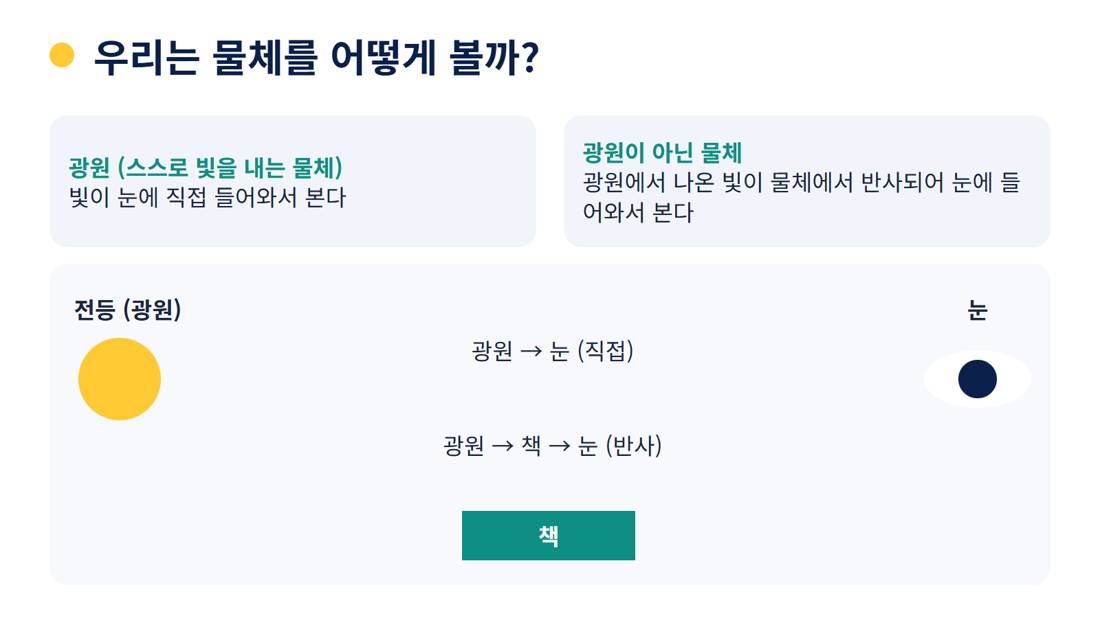 우리는 물체를 어떻게 볼까?
광원 (스스로 빛을 내는 물체)
빛이 눈에 직접 들어와서 본다
광원이 아닌 물체
광원에서 나온 빛이 물체에서 반사되어 눈에 들
어와서 본다
전등 (광원)
눈
광원 → 눈 (직접)
광원 → 책 → 눈 (반사)
책